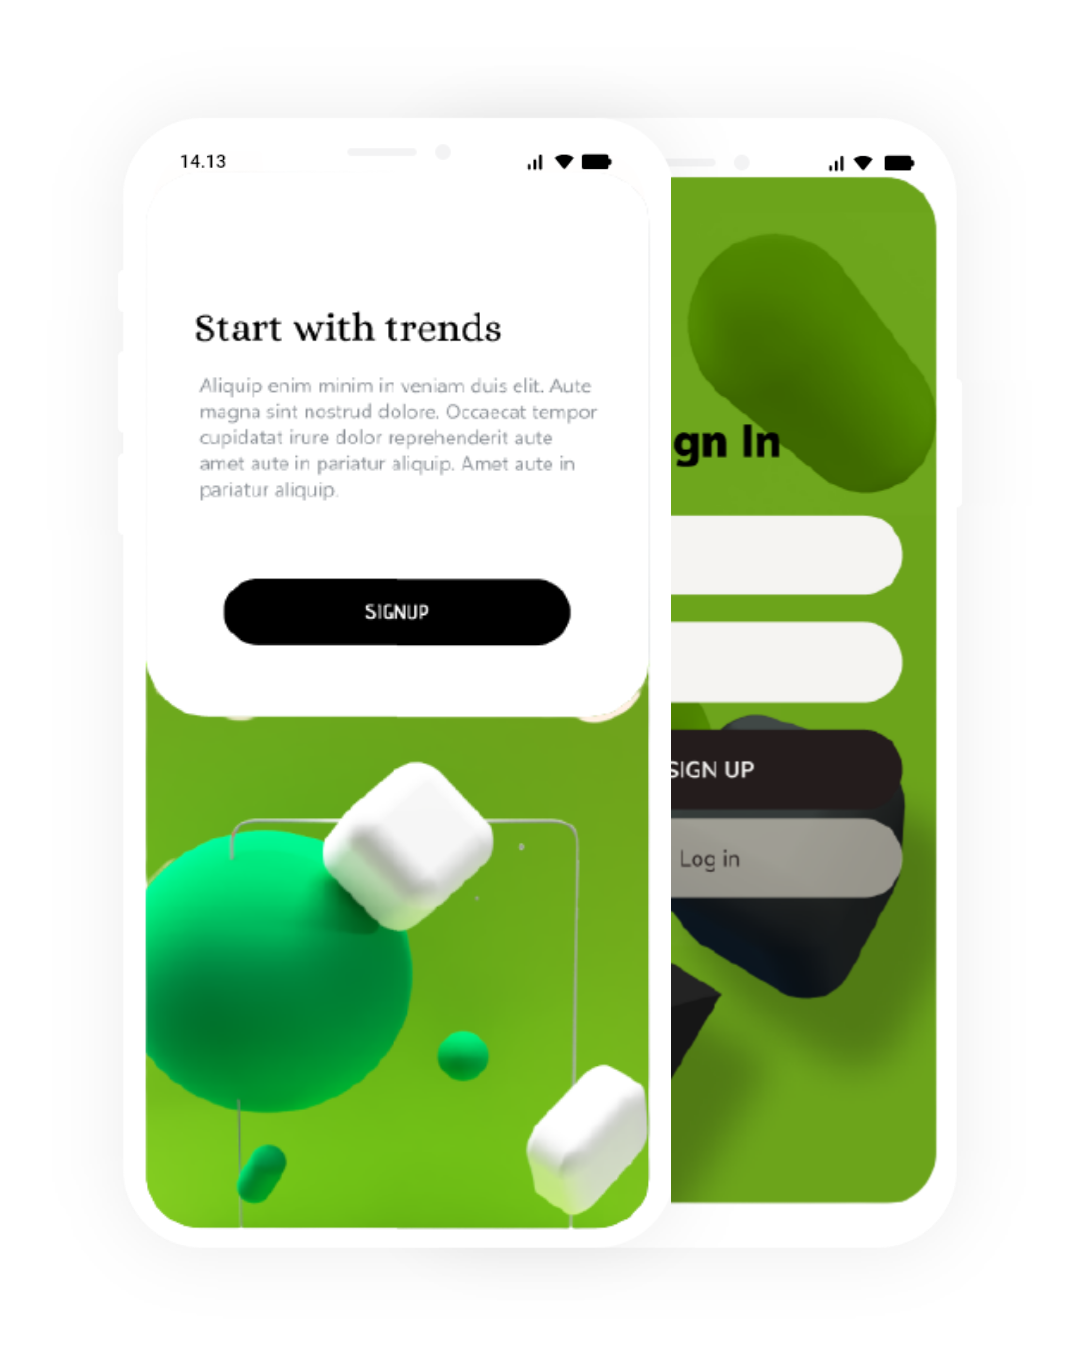 14.13
Start with trends
Aliquip enim minim in veniam duis elit. Aute
magna sint nostrud dolore. Occaecat tempor
cupidatat irure dolor reprehenderit aute
amet aute in pariatur aliquip. Amet aute in
pariatur aliquip.
SIGNUP
gn In
SIGN UP
Log in